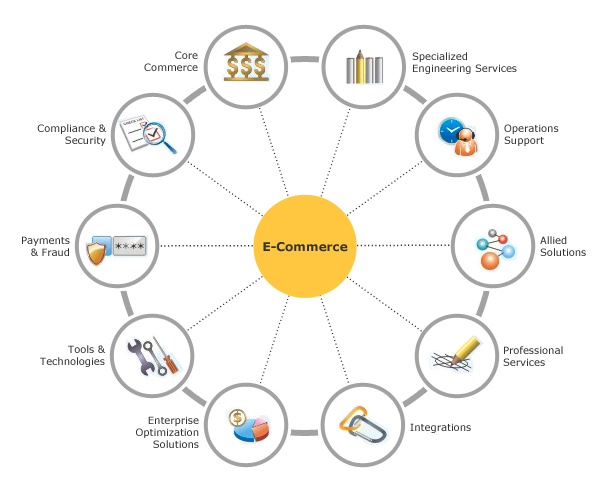 Core
Commerce
Specialized
Engineering Services
CHECK LIST
Compliance &
Security
Operations
Support
Payments
& Fraud
****
E-Commerce
Allied
Solutions
Tools &
Technologies
Professional
Services
Enterprise
Optimization
Solutions
Integrations
$$$
$